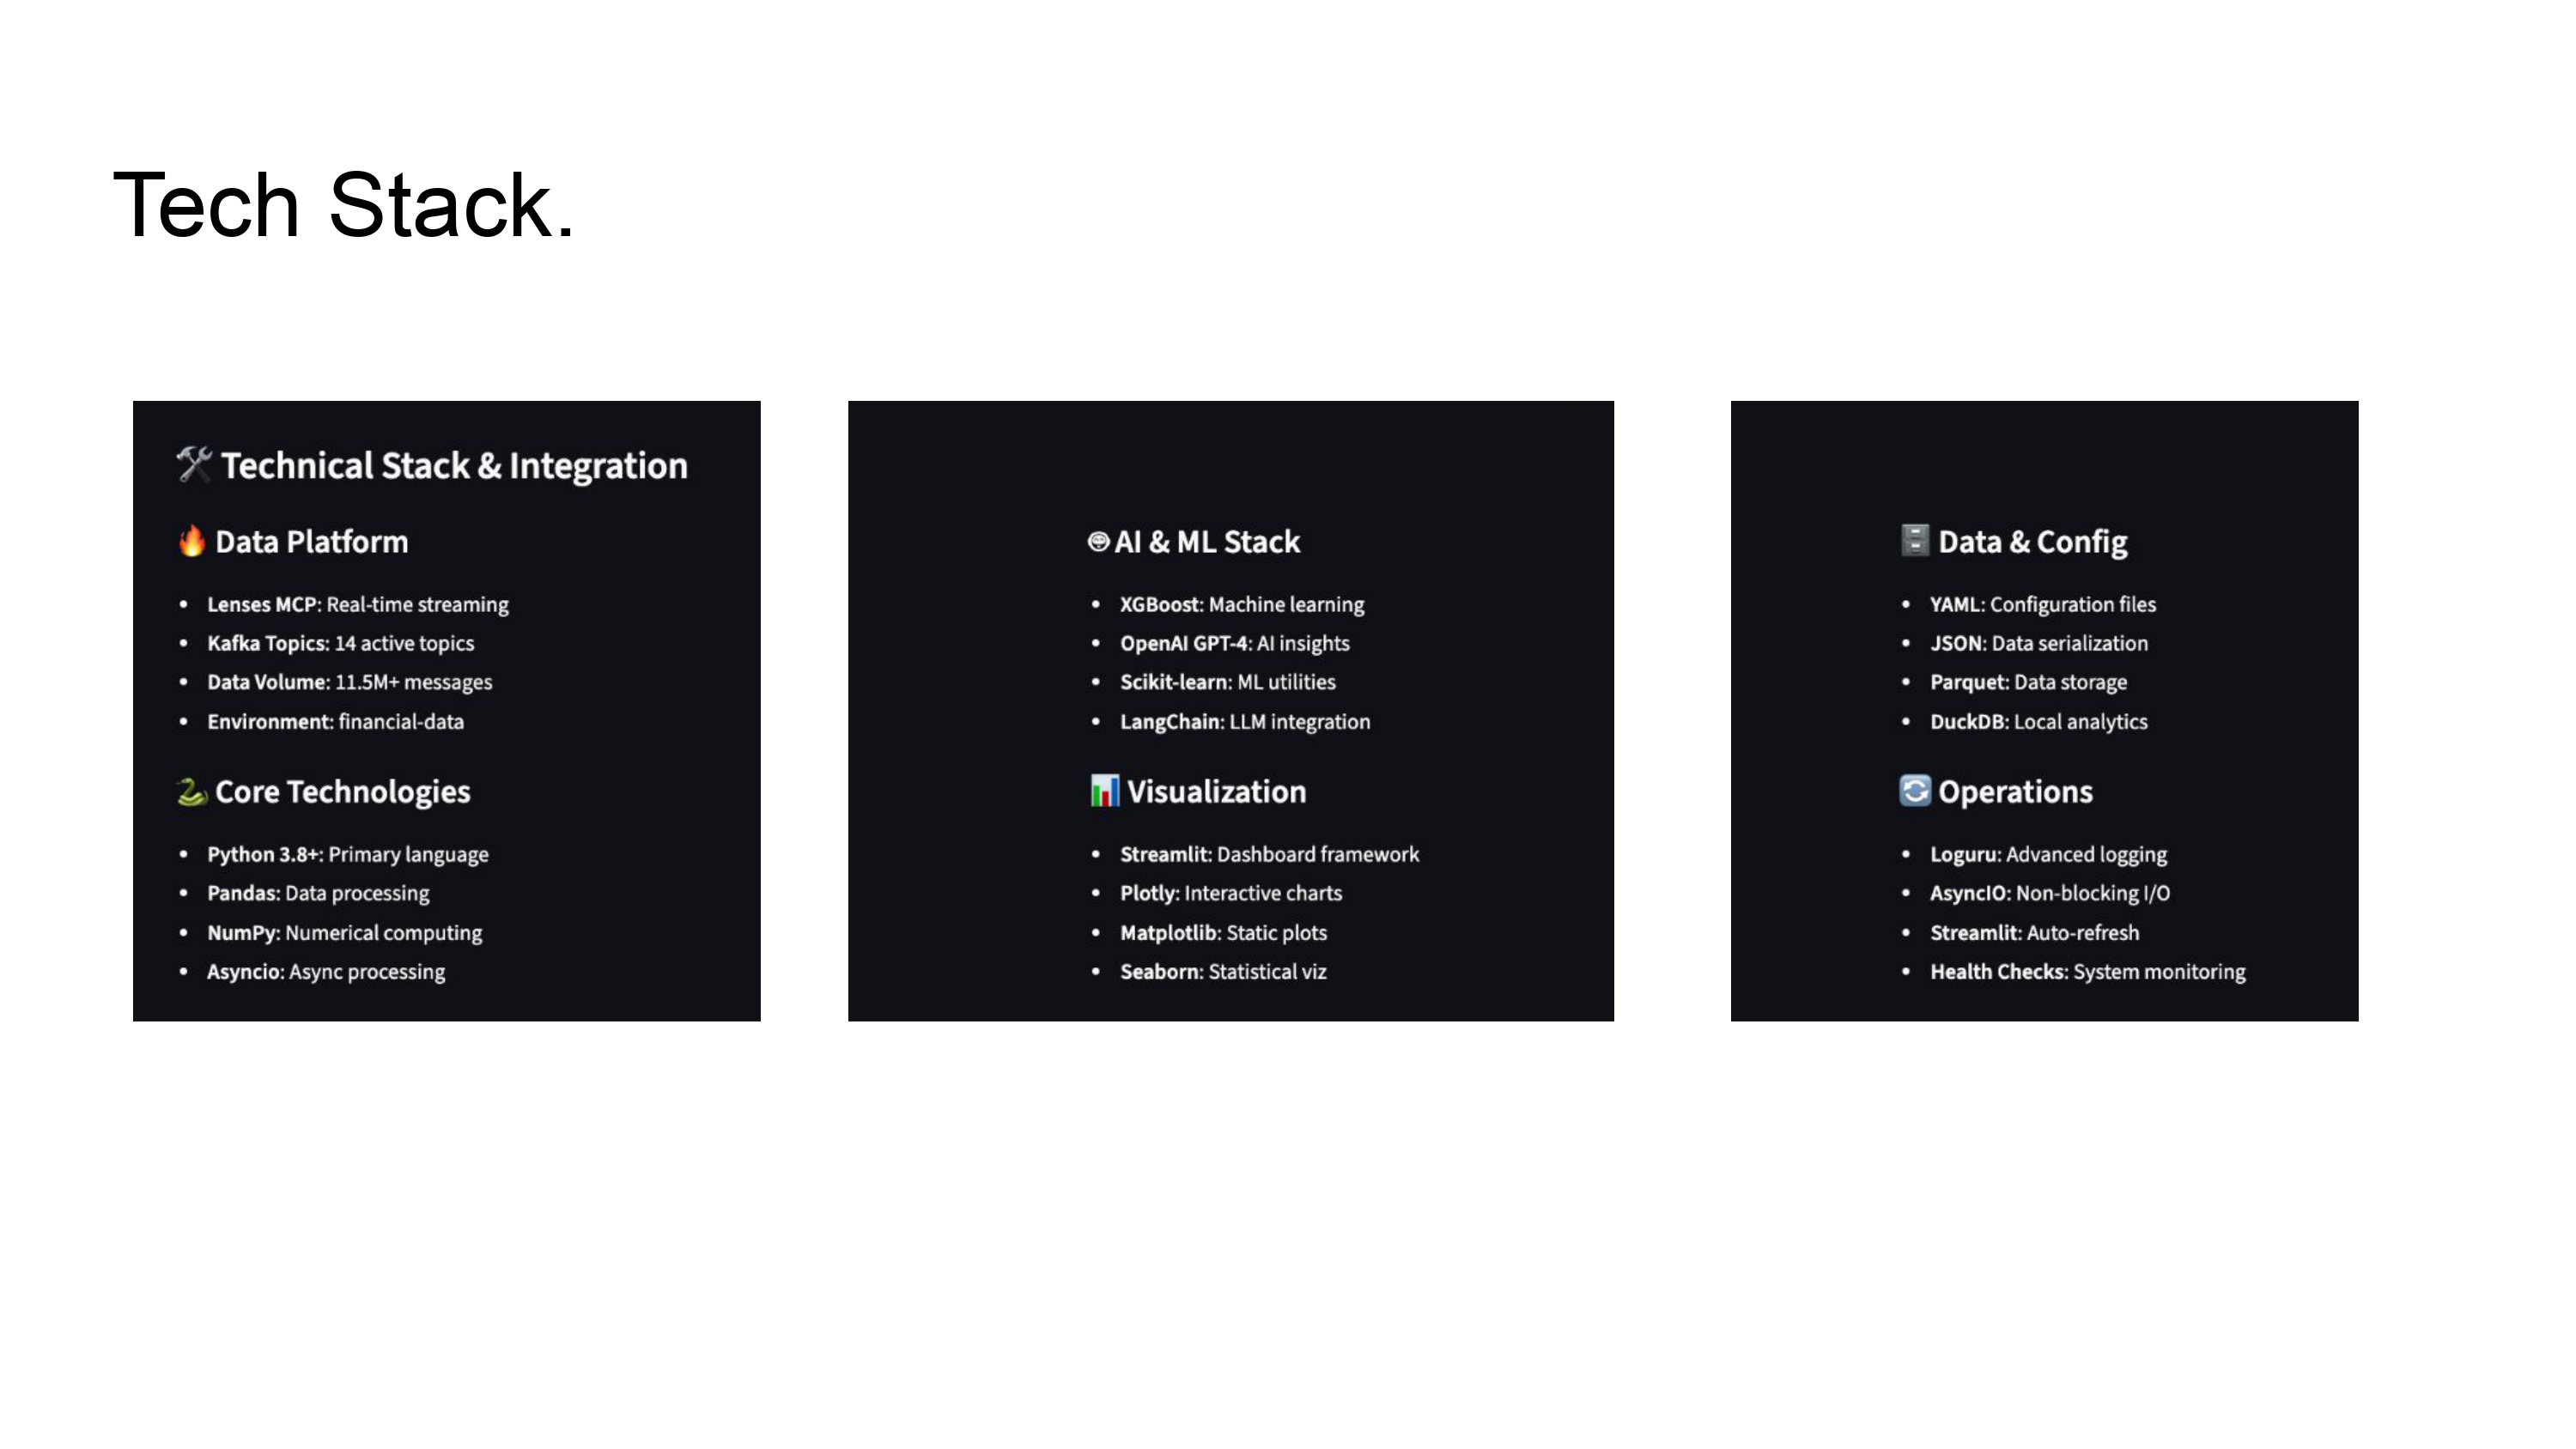 Tech Stack.
🛠️ Technical Stack & Integration
🔥 Data Platform
• Lenses MCP: Real-time streaming
• Kafka Topics: 14 active topics
• Data Volume: 11.5M+ messages
• Environment: financial-data
🐍 Core Technologies
• Python 3.8+: Primary language
• Pandas: Data processing
• NumPy: Numerical computing
• Asyncio: Async processing
AI & ML Stack
• XGBoost: Machine learning
• OpenAI GPT-4: AI insights
• Scikit-learn: ML utilities
• LangChain: LLM integration
📊 Visualization
• Streamlit: Dashboard framework
• Plotly: Interactive charts
• Matplotlib: Static plots
• Seaborn: Statistical viz
🗄️ Data & Config
• YAML: Configuration files
• JSON: Data serialization
• Parquet: Data storage
• DuckDB: Local analytics
🔄 Operations
• Loguru: Advanced logging
• AsyncIO: Non-blocking I/O
• Streamlit: Auto-refresh
• Health Checks: System monitoring